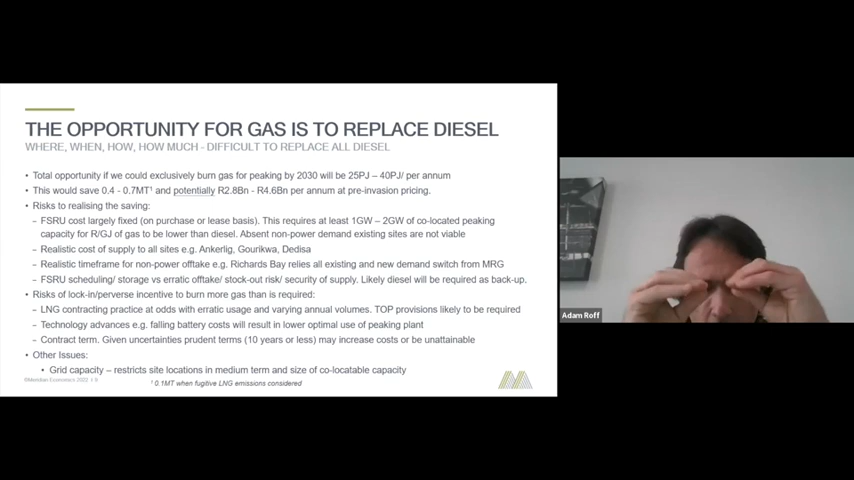 THE OPPORTUNITY FOR GAS IS TO REPLACE DIESEL
WHERE, WHEN, HOW, HOW MUCH - DIFFICULT TO REPLACE ALL DIESEL
• Total opportunity if we could exclusively burn gas for peaking by 2030 will be 25PJ – 40PJ/ per annum
• This would save 0.4 - 0.7MT¹ and potentially R2.8Bn - R4.6Bn per annum at pre-invasion pricing.
• Risks to realising the saving:
– FSRU cost largely fixed (on purchase or lease basis). This requires at least 1GW – 2GW of co-located peaking
capacity for R/GJ of gas to be lower than diesel. Absent non-power demand existing sites are not viable
– Realistic cost of supply to all sites e.g. Ankerlig, Gourikwa, Dedisa
– Realistic timeframe for non-power offtake e.g. Richards Bay relies all existing and new demand switch from MRG
– FSRU scheduling/ storage vs erratic offtake/ stock-out risk/ security of supply. Likely diesel will be required as back-up.
• Risks of lock-in/perverse incentive to burn more gas than is required:
– LNG contracting practice at odds with erratic usage and varying annual volumes. TOP provisions likely to be required
– Technology advances e.g. falling battery costs will result in lower optimal use of peaking plant
– Contract term. Given uncertainties prudent terms (10 years or less) may increase costs or be unattainable
• Other Issues:
• Grid capacity – restricts site locations in medium term and size of co-locatable capacity
©Meridian Economics 2022 | 9
¹ 0.1MT when fugitive LNG emissions considered
Adam Roff